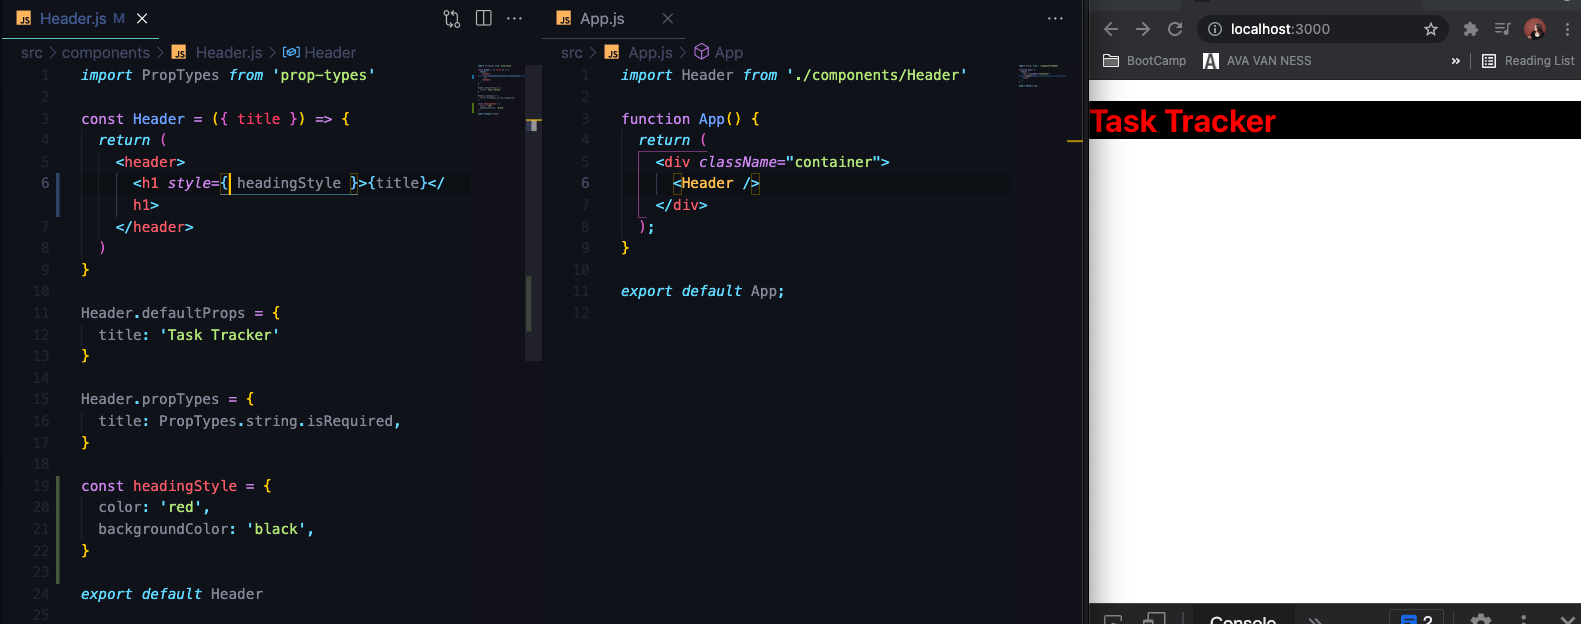 JS Header.js M
src > components > JS Header.js > Header
1 import PropTypes from 'prop-types'
2
3 const Header = ({ title }) => {
4 return (
5 <header>
6 <h1 style={ headingStyle }>{title}</
h1>
7 </header>
8 )
9 }
10
11 Header.defaultProps = {
12 title: 'Task Tracker'
13 }
14
15 Header.propTypes = {
16 title: PropTypes.string.isRequired,
17 }
18
19 const headingStyle = {
20 color: 'red',
21 backgroundColor: 'black',
22 }
23
24 export default Header
25
JS App.js
src > JS App.js > App
1 import Header from './components/Header'
2
3 function App() {
4 return (
5 <div className="container">
6 <Header />
7 </div>
8 );
9 }
10
11 export default App;
12
localhost:3000
BootCamp A AVA VAN NESS » Reading List
Task Tracker
Console » 2